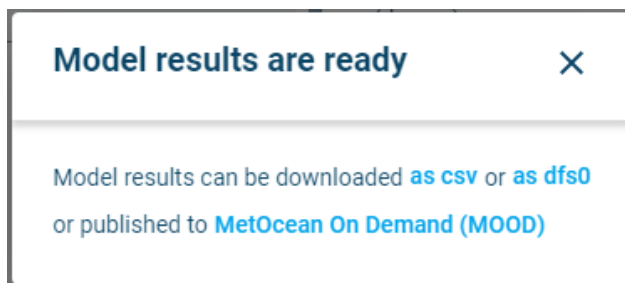 Model results are ready
Model results can be downloaded as csv or as dfs0
or published to MetOcean On Demand (MOOD)